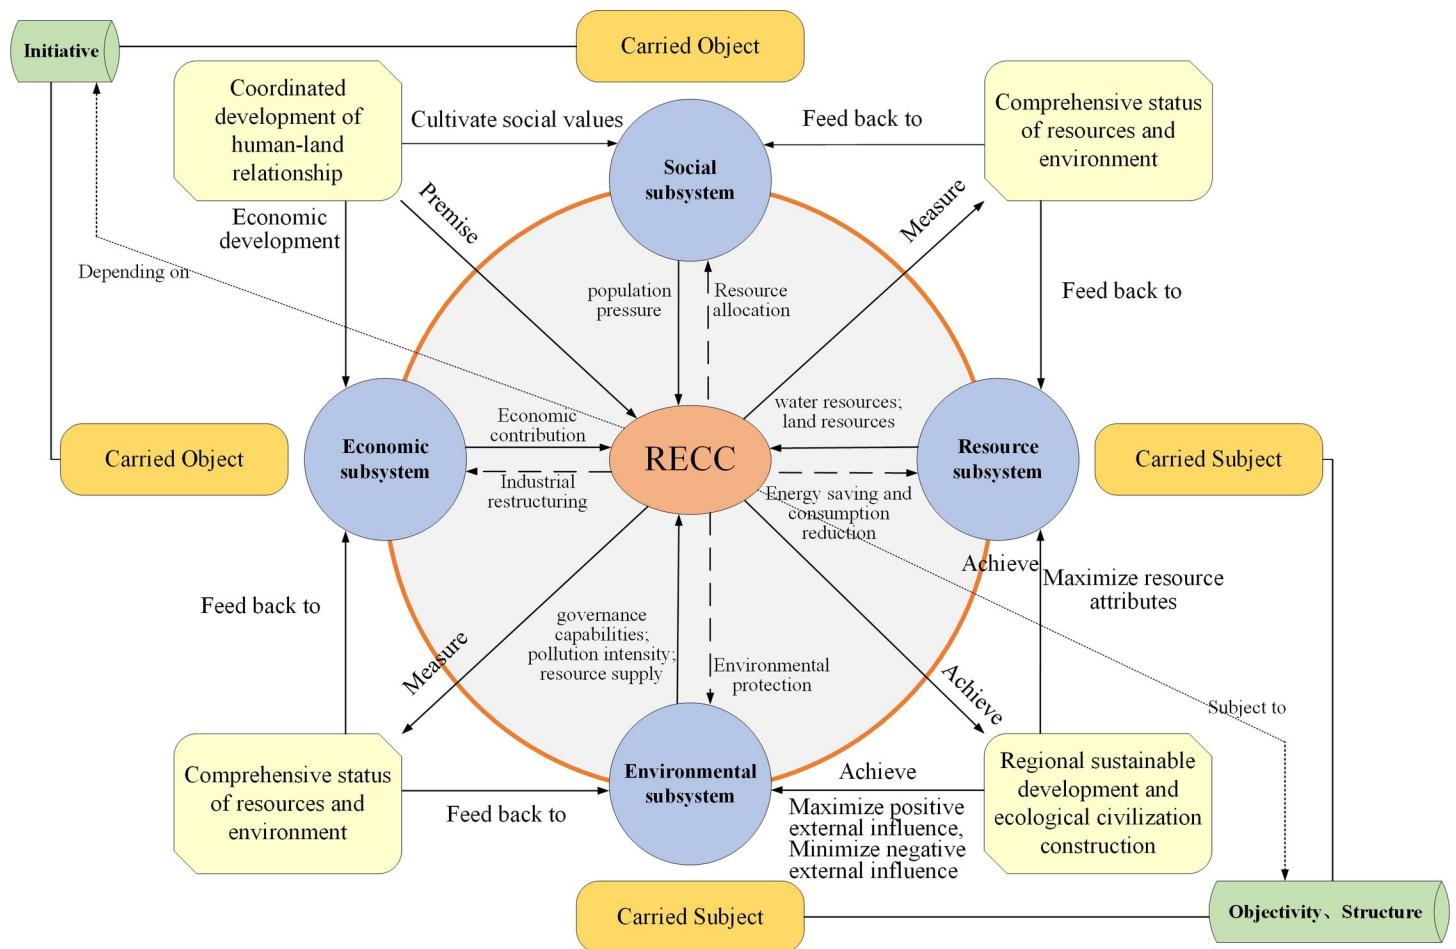 Initiative
Carried Object
Coordinated
development of
human-land
relationship
Cultivate social values
Feed back to
Comprehensive status
of resources and
environment
Social
subsystem
Premise
Measure
Economic
development
Depending on
population
pressure
Resource
allocation
Feed back to
Carried Object
Economic
subsystem
Economic
contribution
Industrial
restructuring
RECC
water resources;
land resources
Energy saving and
consumption
reduction
Resource
subsystem
Carried Subject
Achieve
Maximize resource
attributes
Feed back to
governance
capabilities;
pollution intensity;
resource supply
Environmental
protection
Measure
Achieve
Subject to
Comprehensive status
of resources and
environment
Feed back to
Environmental
subsystem
Achieve
Maximize positive
external influence,
Minimize negative
external influence
Regional sustainable
development and
ecological civilization
construction
Carried Subject
Objectivity、Structure